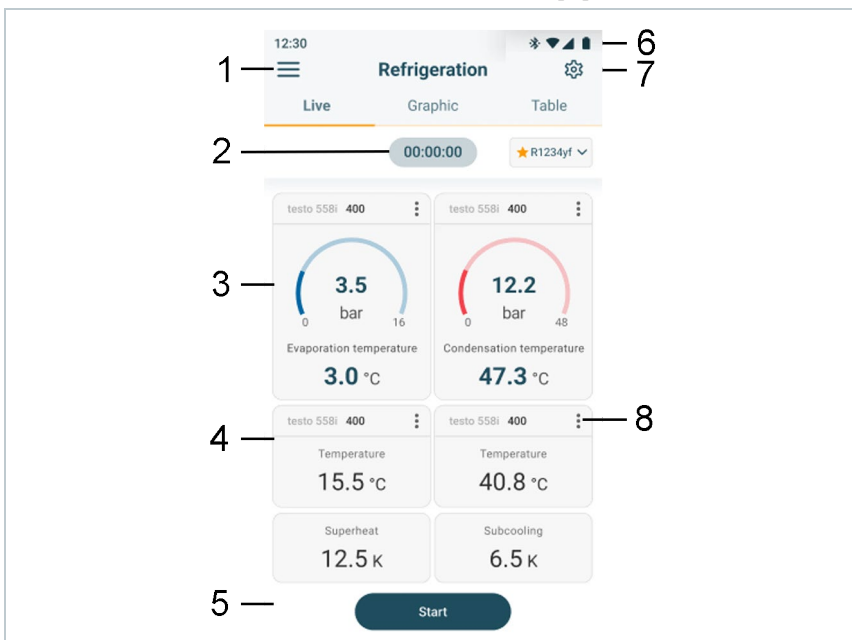 12:30
6
1
Refrigeration
7
Live Graphic Table
2
00:00:00
R1234yf
testo 558i 400
testo 558i 400
3
3.5
bar
0 16
Evaporation temperature
3.0 °C
12.2
bar
0 48
Condensation temperature
47.3 °C
4
testo 558i 400
testo 558i 400
8
Temperature
15.5 °C
Temperature
40.8 °C
Superheat
12.5 K
Subcooling
6.5 K
5
Start